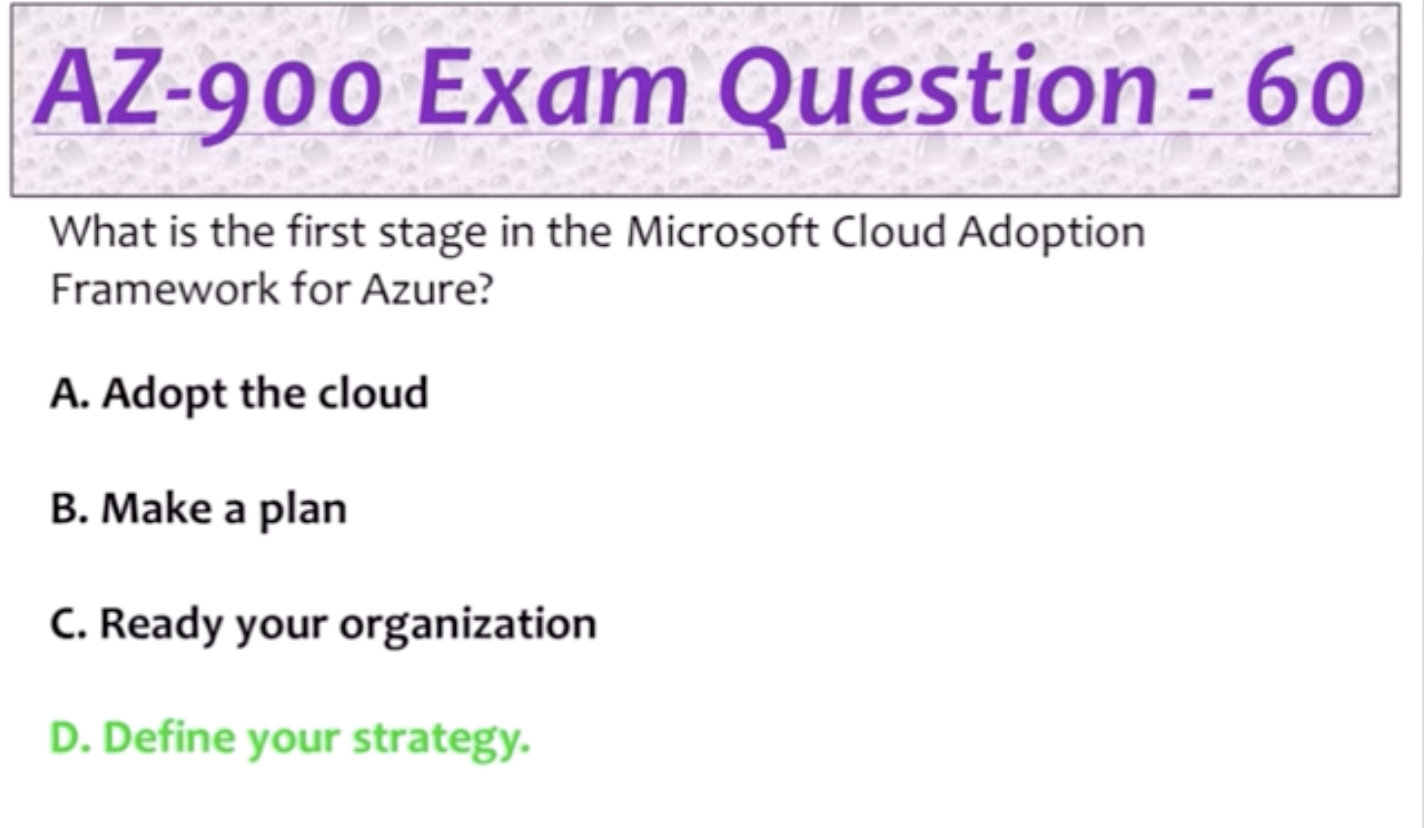 AZ-900 Exam Question - 60
What is the first stage in the Microsoft Cloud Adoption
Framework for Azure?
A. Adopt the cloud
B. Make a plan
C. Ready your organization
D. Define your strategy.